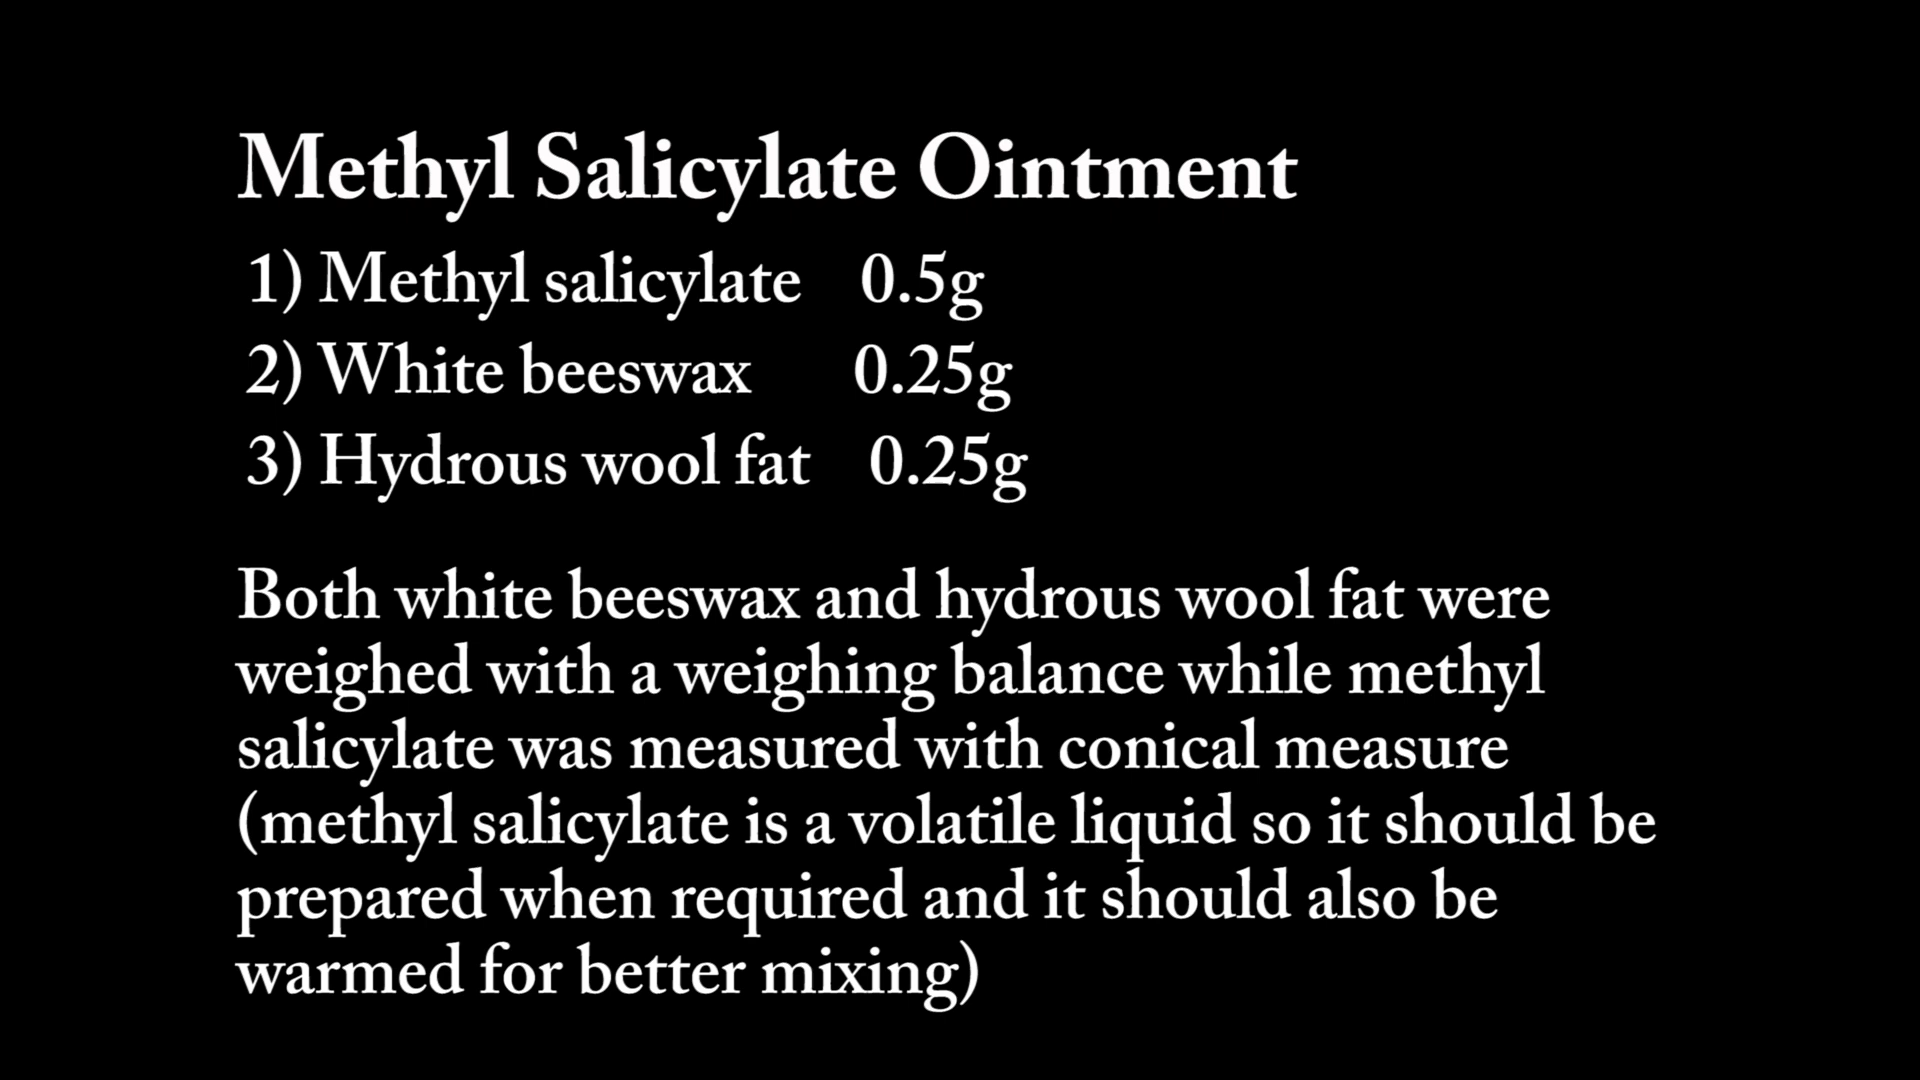 Methyl Salicylate Ointment
1) Methyl salicylate 0.5g
2) White beeswax 0.25g
3) Hydrous wool fat 0.25g
Both white beeswax and hydrous wool fat were
weighed with a weighing balance while methyl
salicylate was measured with conical measure
(methyl salicylate is a volatile liquid so it should be
prepared when required and it should also be
warmed for better mixing)